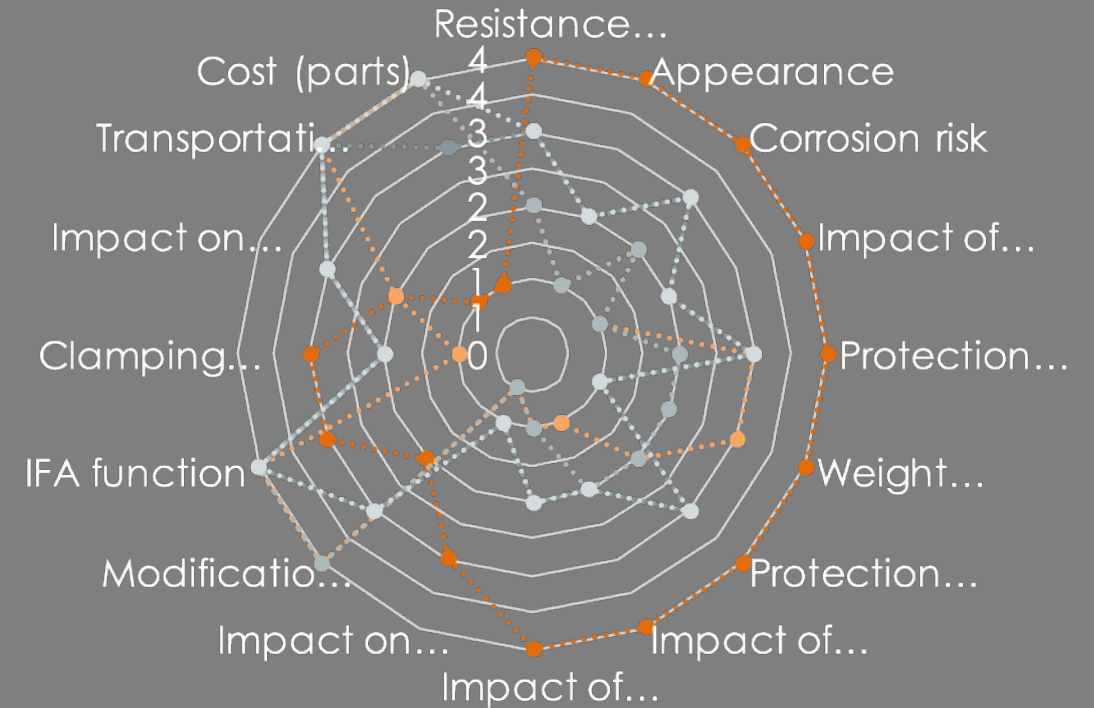 Resistance…
Appearance
Corrosion risk
Impact of…
Protection…
Weight…
Protection…
Impact of…
Impact of…
Impact on…
Modificatio…
IFA function
Clamping…
Impact on…
Transportati…
Cost (parts)
4
4
3
3
2
2
1
1
0